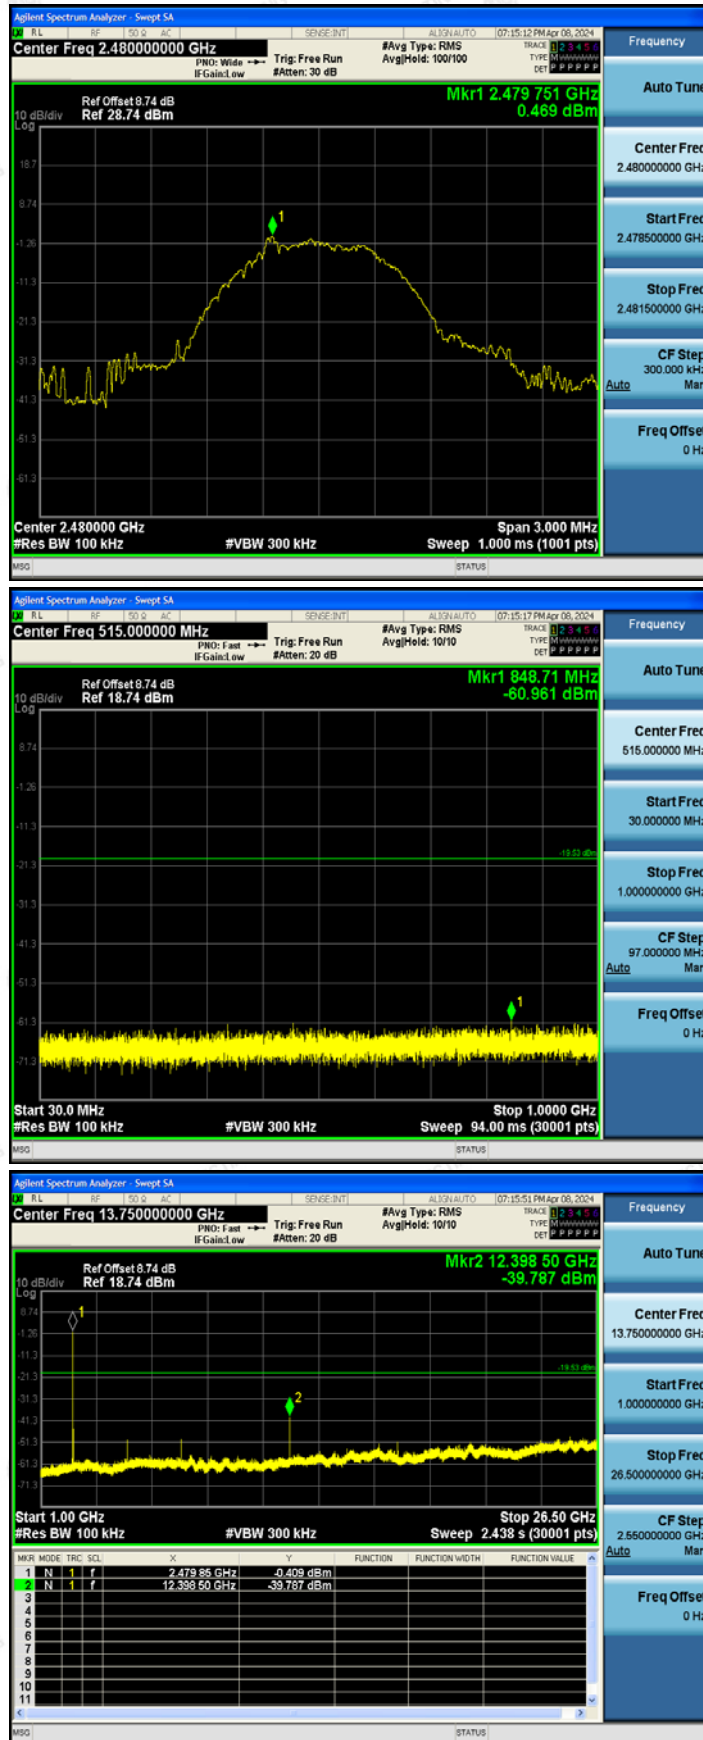 Agilent Spectrum Analyzer - Swept SA
RL RF 50 Ω AC SENSE:INT ALIGNAUTO 07:15:12 PM Apr 08, 2024
Center Freq 2.480000000 GHz #Avg Type: RMS TRACE 1 2 3 4 5 6
PNO: Wide Trig: Free Run Avg|Hold: 100/100 TYPE M
IFGain:Low #Atten: 30 dB DET P P P P P P
Frequency
Auto Tune
Mkr1 2.479 751 GHz
0.469 dBm
Ref Offset 8.74 dB
10 dB/div Ref 28.74 dBm
Log
18.7
8.74
-1.26
-11.3
-21.3
-31.3
-41.3
-51.3
-61.3
1
Center Freq
2.480000000 GHz
Start Freq
2.478500000 GHz
Stop Freq
2.481500000 GHz
CF Step
300.000 kHz
Auto Man
Freq Offset
0 Hz
Center 2.480000 GHz Span 3.000 MHz
#Res BW 100 kHz #VBW 300 kHz Sweep 1.000 ms (1001 pts)
MSG STATUS
Agilent Spectrum Analyzer - Swept SA
RL RF 50 Ω AC SENSE:INT ALIGNAUTO 07:15:17 PM Apr 08, 2024
Center Freq 515.000000 MHz #Avg Type: RMS TRACE 1 2 3 4 5 6
PNO: Fast Trig: Free Run Avg|Hold: 10/10 TYPE M
IFGain:Low #Atten: 20 dB DET P P P P P P
Frequency
Auto Tune
Mkr1 848.71 MHz
-60.961 dBm
Ref Offset 8.74 dB
10 dB/div Ref 18.74 dBm
Log
8.74
-1.26
-11.3
-21.3
-31.3
-41.3
-51.3
-61.3
-71.3
-19.53 dBm
1
Center Freq
515.000000 MHz
Start Freq
30.000000 MHz
Stop Freq
1.000000000 GHz
CF Step
97.000000 MHz
Auto Man
Freq Offset
0 Hz
Start 30.0 MHz Stop 1.0000 GHz
#Res BW 100 kHz #VBW 300 kHz Sweep 94.00 ms (30001 pts)
MSG STATUS
Agilent Spectrum Analyzer - Swept SA
RL RF 50 Ω AC SENSE:INT ALIGNAUTO 07:15:51 PM Apr 08, 2024
Center Freq 13.750000000 GHz #Avg Type: RMS TRACE 1 2 3 4 5 6
PNO: Fast Trig: Free Run Avg|Hold: 10/10 TYPE M
IFGain:Low #Atten: 20 dB DET P P P P P P
Frequency
Auto Tune
Mkr2 12.398 50 GHz
-39.787 dBm
Ref Offset 8.74 dB
10 dB/div Ref 18.74 dBm
Log
8.74
-1.26
-11.3
-21.3
-31.3
-41.3
-51.3
-61.3
-71.3
-19.53 dBm
1
2
Center Freq
13.750000000 GHz
Start Freq
1.000000000 GHz
Stop Freq
26.500000000 GHz
CF Step
2.550000000 GHz
Auto Man
Freq Offset
0 Hz
Start 1.00 GHz Stop 26.50 GHz
#Res BW 100 kHz #VBW 300 kHz Sweep 2.438 s (30001 pts)
MKR MODE TRC SCL X Y FUNCTION FUNCTION WIDTH FUNCTION VALUE
1 N 1 f 2.479 85 GHz -0.409 dBm
2 N 1 f 12.398 50 GHz -39.787 dBm
3
4
5
6
7
8
9
10
11
MSG STATUS